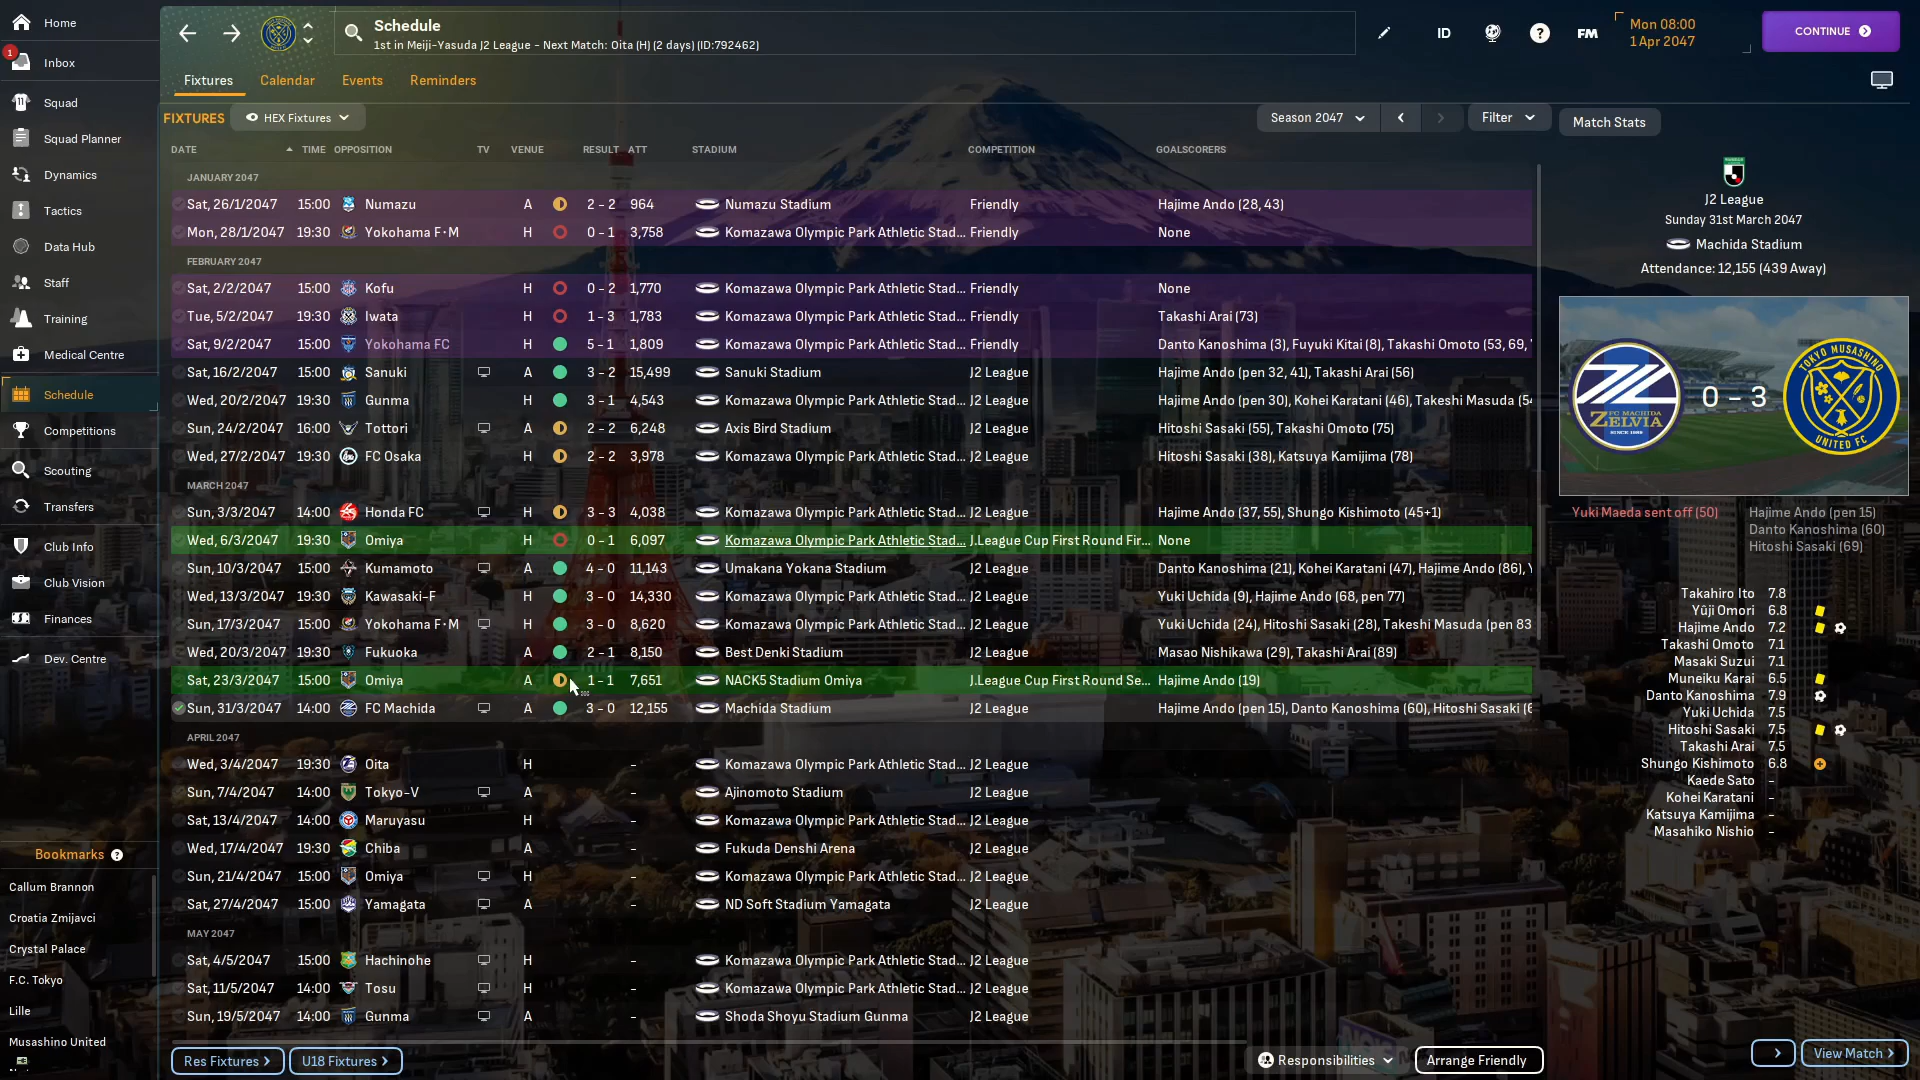 Home
1
Inbox
Squad
Squad Planner
Dynamics
Tactics
Data Hub
Staff
Training
Medical Centre
Schedule
Competitions
Scouting
Transfers
Club Info
Club Vision
Finances
Dev. Centre
Bookmarks ?
Callum Brannon
Croatia Zmijavci
Crystal Palace
F.C. Tokyo
Lille
Musashino United
Schedule
1st in Meiji-Yasuda J2 League - Next Match: Oita (H) (2 days) (ID:792462)
ID
?
FM
Mon 08:00
1 Apr 2047
CONTINUE
Fixtures Calendar Events Reminders
FIXTURES HEX Fixtures Season 2047 Filter Match Stats
DATE TIME OPPOSITION TV VENUE RESULT ATT STADIUM COMPETITION GOALSCORERS
JANUARY 2047
Sat, 26/1/2047 15:00 Numazu A 2 - 2 964 Numazu Stadium Friendly Hajime Ando (28, 43)
Mon, 28/1/2047 19:30 Yokohama F·M H 0 - 1 3,758 Komazawa Olympic Park Athletic Stad... Friendly None
FEBRUARY 2047
Sat, 2/2/2047 15:00 Kofu H 0 - 2 1,770 Komazawa Olympic Park Athletic Stad... Friendly None
Tue, 5/2/2047 19:30 Iwata H 1 - 3 1,783 Komazawa Olympic Park Athletic Stad... Friendly Takashi Arai (73)
Sat, 9/2/2047 15:00 Yokohama FC H 5 - 1 1,809 Komazawa Olympic Park Athletic Stad... Friendly Danto Kanoshima (3), Fuyuki Kitai (8), Takashi Omoto (53, 69,
Sat, 16/2/2047 15:00 Sanuki A 3 - 2 15,499 Sanuki Stadium J2 League Hajime Ando (pen 32, 41), Takashi Arai (56)
Wed, 20/2/2047 19:30 Gunma H 3 - 1 4,543 Komazawa Olympic Park Athletic Stad... J2 League Hajime Ando (pen 30), Kohei Karatani (46), Takeshi Masuda (54
Sun, 24/2/2047 16:00 Tottori A 2 - 2 6,248 Axis Bird Stadium J2 League Hitoshi Sasaki (55), Takashi Omoto (75)
Wed, 27/2/2047 19:30 FC Osaka H 2 - 2 3,978 Komazawa Olympic Park Athletic Stad... J2 League Hitoshi Sasaki (38), Katsuya Kamijima (78)
MARCH 2047
Sun, 3/3/2047 14:00 Honda FC H 3 - 3 4,038 Komazawa Olympic Park Athletic Stad... J2 League Hajime Ando (37, 55), Shungo Kishimoto (45+1)
Wed, 6/3/2047 19:30 Omiya H 0 - 1 6,097 Komazawa Olympic Park Athletic Stad... J.League Cup First Round Fir... None
Sun, 10/3/2047 15:00 Kumamoto A 4 - 0 11,143 Umakana Yokana Stadium J2 League Danto Kanoshima (21), Kohei Karatani (47), Hajime Ando (86), Y
Wed, 13/3/2047 19:30 Kawasaki-F H 3 - 0 14,330 Komazawa Olympic Park Athletic Stad... J2 League Yuki Uchida (9), Hajime Ando (68, pen 77)
Sun, 17/3/2047 15:00 Yokohama F·M H 3 - 0 8,620 Komazawa Olympic Park Athletic Stad... J2 League Yuki Uchida (24), Hitoshi Sasaki (28), Takeshi Masuda (pen 83
Wed, 20/3/2047 19:30 Fukuoka A 2 - 1 8,150 Best Denki Stadium J2 League Masao Nishikawa (29), Takashi Arai (89)
Sat, 23/3/2047 15:00 Omiya A 1 - 1 7,651 NACK5 Stadium Omiya J.League Cup First Round Se... Hajime Ando (19)
Sun, 31/3/2047 14:00 FC Machida A 3 - 0 12,155 Machida Stadium J2 League Hajime Ando (pen 15), Danto Kanoshima (60), Hitoshi Sasaki (6
APRIL 2047
Wed, 3/4/2047 19:30 Oita H - Komazawa Olympic Park Athletic Stad... J2 League
Sun, 7/4/2047 14:00 Tokyo-V A - Ajinomoto Stadium J2 League
Sat, 13/4/2047 14:00 Maruyasu H - Komazawa Olympic Park Athletic Stad... J2 League
Wed, 17/4/2047 19:30 Chiba A - Fukuda Denshi Arena J2 League
Sun, 21/4/2047 15:00 Omiya H - Komazawa Olympic Park Athletic Stad... J2 League
Sat, 27/4/2047 15:00 Yamagata A - ND Soft Stadium Yamagata J2 League
MAY 2047
Sat, 4/5/2047 15:00 Hachinohe H - Komazawa Olympic Park Athletic Stad... J2 League
Sat, 11/5/2047 14:00 Tosu H - Komazawa Olympic Park Athletic Stad... J2 League
Sun, 19/5/2047 14:00 Gunma A - Shoda Shoyu Stadium Gunma J2 League
Res Fixtures > U18 Fixtures > Responsibilities Arrange Friendly
J2 League
Sunday 31st March 2047
Machida Stadium
Attendance: 12,155 (439 Away)
FC MACHIDA
ZELVIA
SINCE 1989
0 - 3
TOKYO MUSASHINO
UNITED FC
Yuki Maeda sent off (50)
Hajime Ando (pen 15)
Danto Kanoshima (60)
Hitoshi Sasaki (69)
Takahiro Ito 7.8
Yūji Omori 6.8
Hajime Ando 7.2
Takashi Omoto 7.1
Masaki Suzui 7.1
Muneiku Karai 6.5
Danto Kanoshima 7.9
Yuki Uchida 7.5
Hitoshi Sasaki 7.5
Takashi Arai 7.5
Shungo Kishimoto 6.8
Kaede Sato -
Kohei Karatani -
Katsuya Kamijima -
Masahiko Nishio -
> View Match >